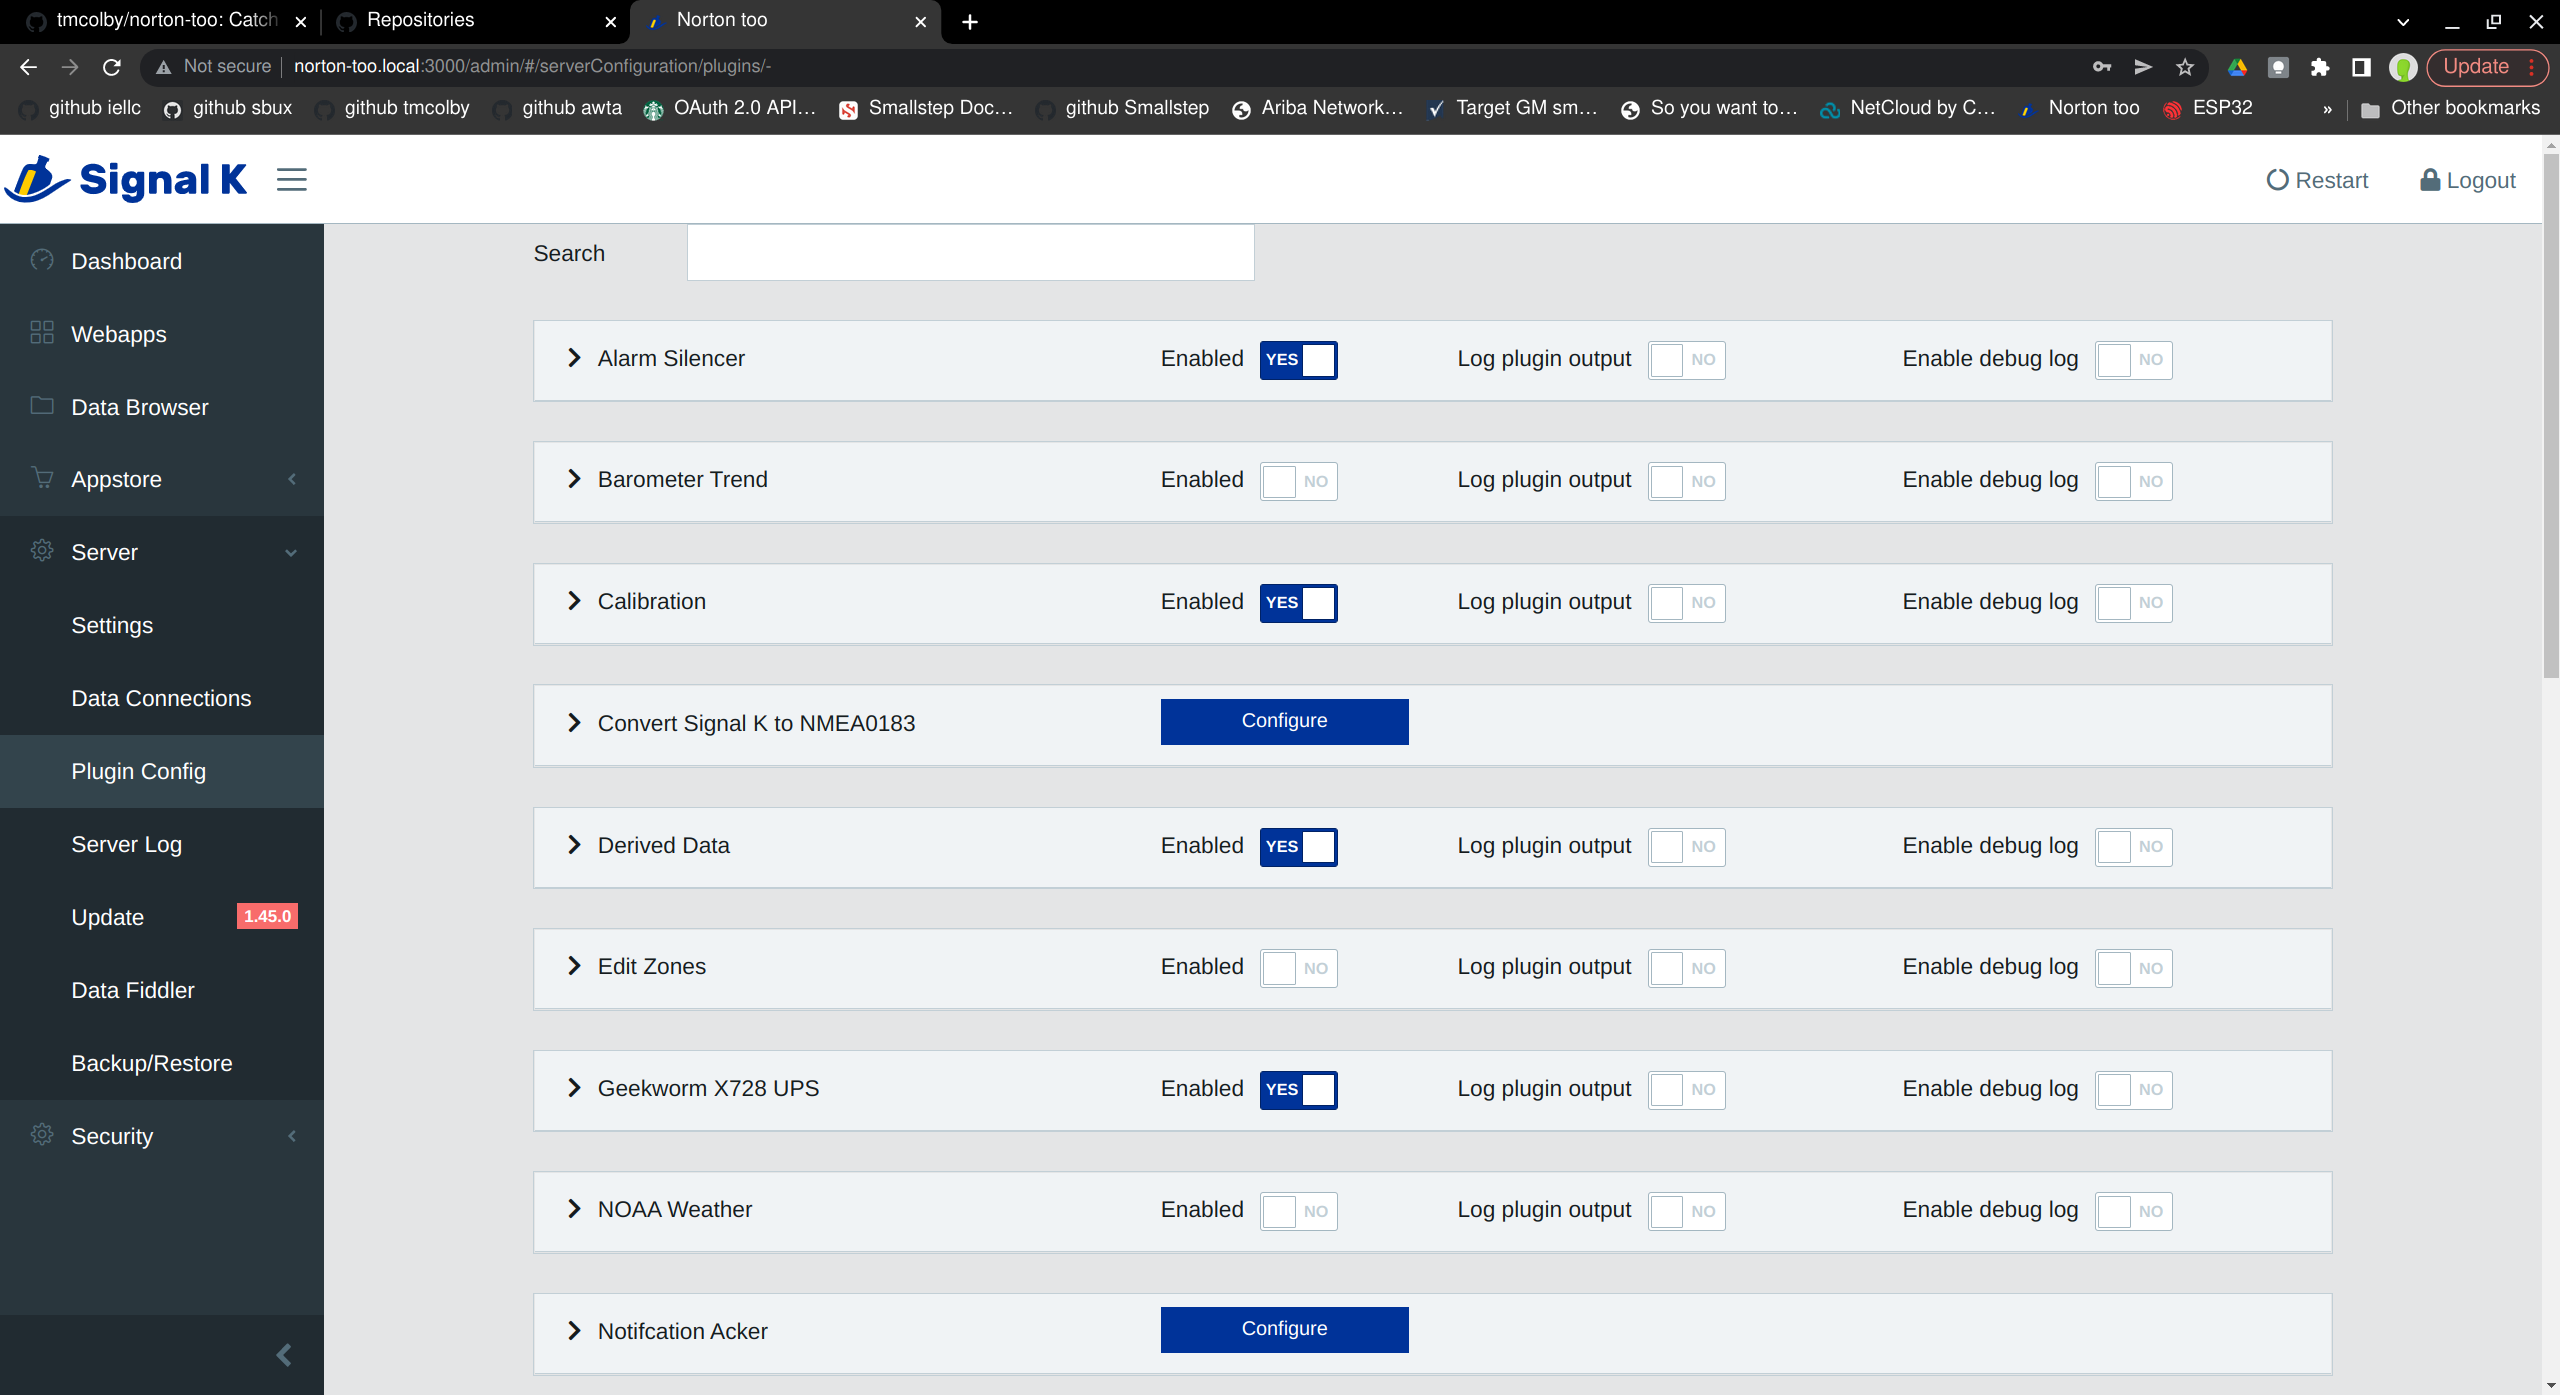 tmcolby/norton-too: Catch
Repositories
Norton too
Not secure
norton-too.local:3000/admin/#/serverConfiguration/plugins/-
Update
github iellc
github sbux
github tmcolby
github awta
OAuth 2.0 API...
Smallstep Doc...
github Smallstep
Ariba Network...
Target GM sm...
So you want to...
NetCloud by C...
Norton too
ESP32
»
Other bookmarks
Signal K
Restart
Logout
Dashboard
Webapps
Data Browser
Appstore
Server
Settings
Data Connections
Plugin Config
Server Log
Update 1.45.0
Data Fiddler
Backup/Restore
Security
Search
Alarm Silencer Enabled YES Log plugin output NO Enable debug log NO
Barometer Trend Enabled NO Log plugin output NO Enable debug log NO
Calibration Enabled YES Log plugin output NO Enable debug log NO
Convert Signal K to NMEA0183 Configure
Derived Data Enabled YES Log plugin output NO Enable debug log NO
Edit Zones Enabled NO Log plugin output NO Enable debug log NO
Geekworm X728 UPS Enabled YES Log plugin output NO Enable debug log NO
NOAA Weather Enabled NO Log plugin output NO Enable debug log NO
Notifcation Acker Configure